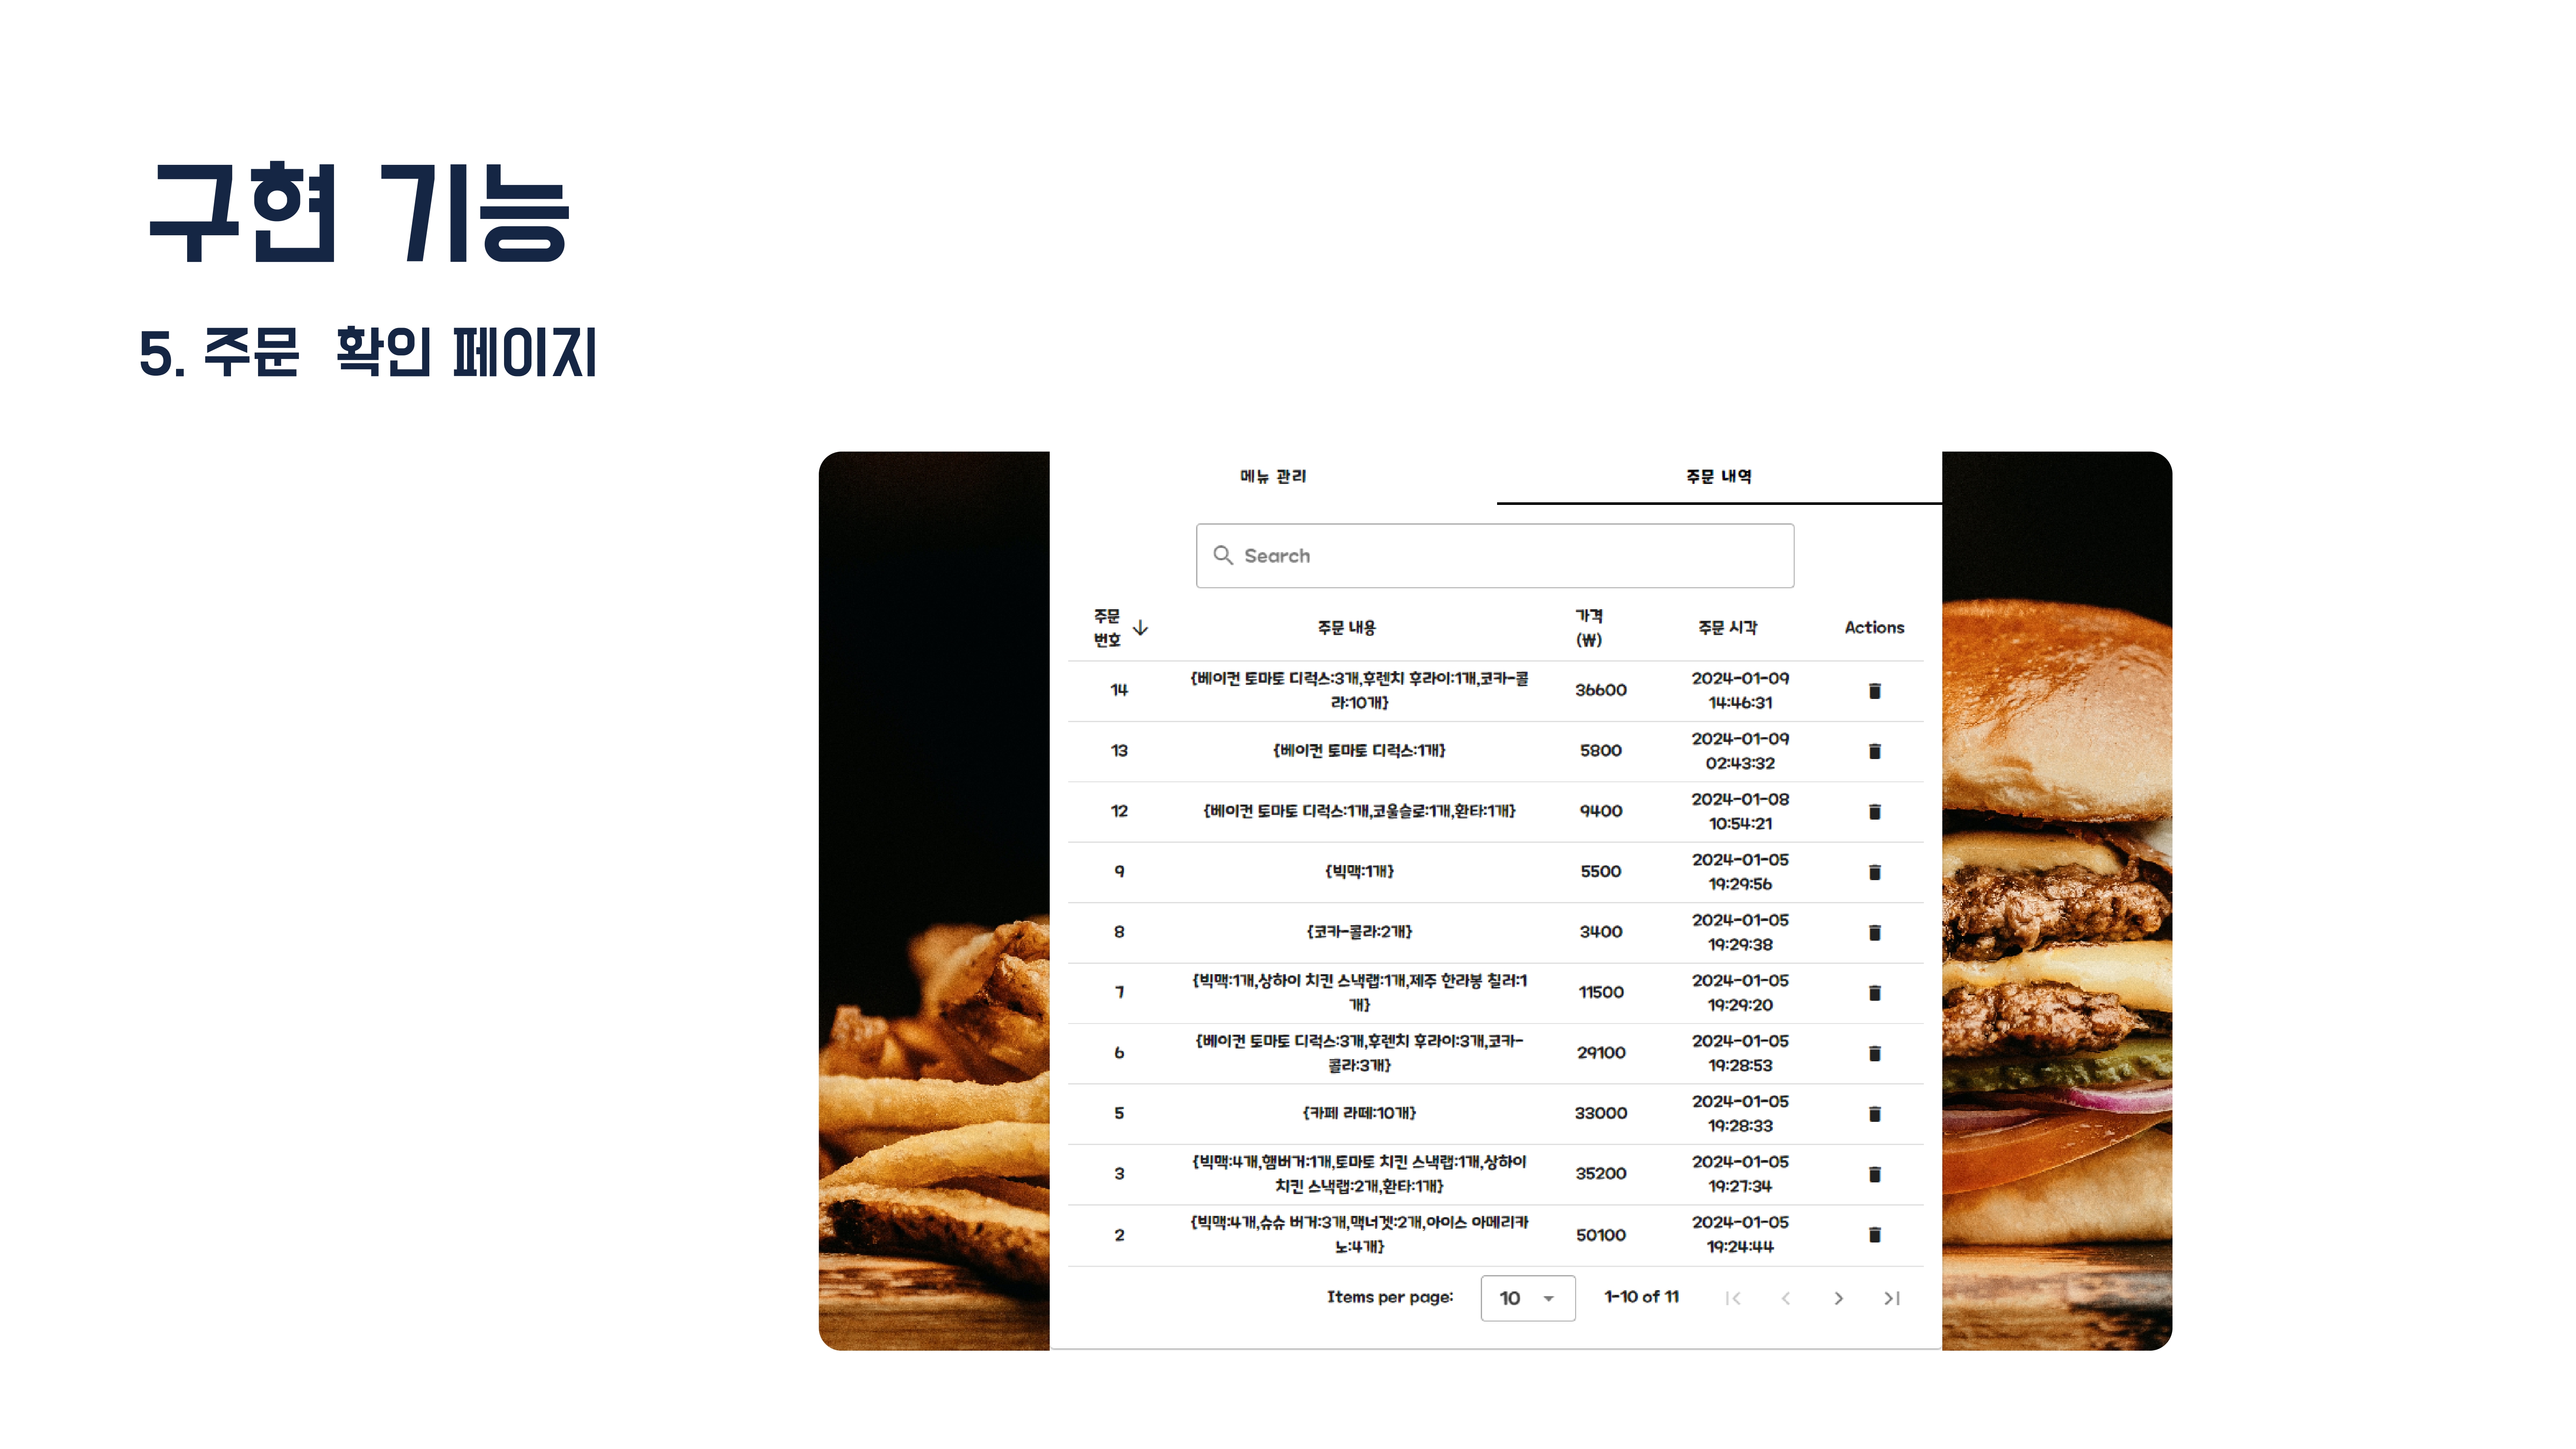 구현 기능
5. 주문 확인 페이지
메뉴 관리
주문 내역
Search
주문
번호
주문 내용
가격
(₩)
주문 시각
Actions
14
{베이컨 토마토 디럭스:3개,후렌치 후라이:1개,코카-콜
라:10개}
36600
2024-01-09
14:46:31
13
{베이컨 토마토 디럭스:1개}
5800
2024-01-09
02:43:32
12
{베이컨 토마토 디럭스:1개,코울슬로:1개,환타:1개}
9400
2024-01-08
10:54:21
9
{빅맥:1개}
5500
2024-01-05
19:29:56
8
{코카-콜라:2개}
3400
2024-01-05
19:29:38
7
{빅맥:1개,상하이 치킨 스낵랩:1개,제주 한라봉 칠러:1
개}
11500
2024-01-05
19:29:20
6
{베이컨 토마토 디럭스:3개,후렌치 후라이:3개,코카-
콜라:3개}
29100
2024-01-05
19:28:53
5
{카페 라떼:10개}
33000
2024-01-05
19:28:33
3
{빅맥:4개,햄버거:1개,토마토 치킨 스낵랩:1개,상하이
치킨 스낵랩:2개,환타:1개}
35200
2024-01-05
19:27:34
2
{빅맥:4개,슈슈 버거:3개,맥너겟:2개,아이스 아메리카
노:4개}
50100
2024-01-05
19:24:44
Items per page:
10
1-10 of 11